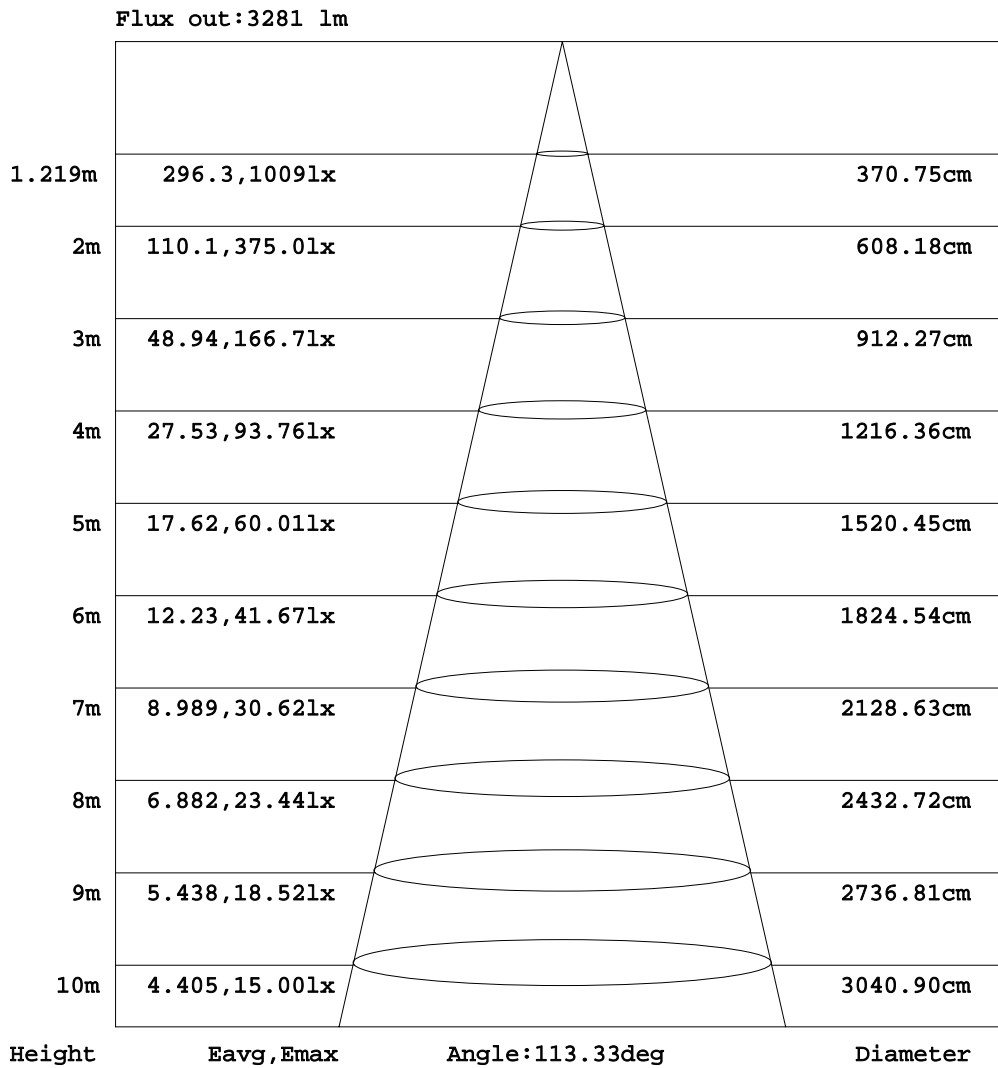 Flux out:3281 lm
1.219m 296.3,1009lx 370.75cm
2m 110.1,375.0lx 608.18cm
3m 48.94,166.7lx 912.27cm
4m 27.53,93.76lx 1216.36cm
5m 17.62,60.01lx 1520.45cm
6m 12.23,41.67lx 1824.54cm
7m 8.989,30.62lx 2128.63cm
8m 6.882,23.44lx 2432.72cm
9m 5.438,18.52lx 2736.81cm
10m 4.405,15.00lx 3040.90cm
Height Eavg,Emax Angle:113.33deg Diameter